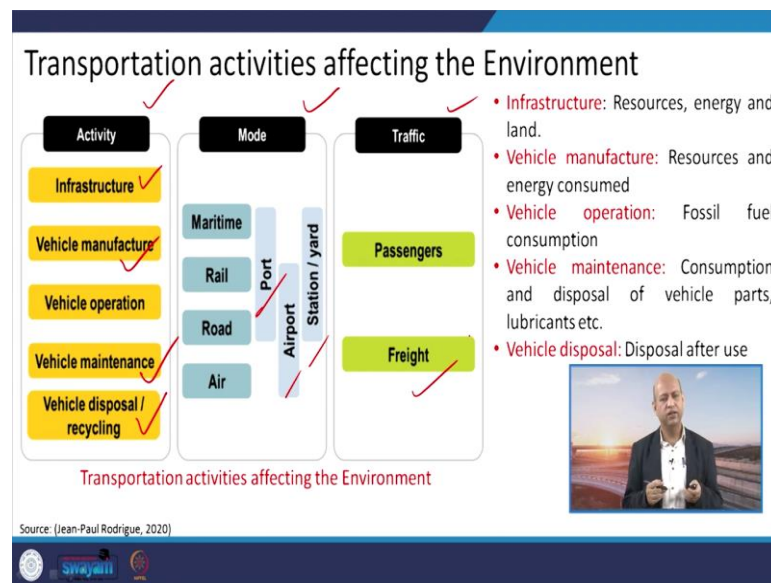 Transportation activities affecting the Environment
Activity
Infrastructure
Vehicle manufacture
Vehicle operation
Vehicle maintenance
Vehicle disposal /
recycling
Mode
Maritime
Rail
Road
Air
Port
Airport
Station / yard
Traffic
Passengers
Freight
Transportation activities affecting the Environment
• Infrastructure: Resources, energy and
land.
• Vehicle manufacture: Resources and
energy consumed
• Vehicle operation: Fossil fuel
consumption
• Vehicle maintenance: Consumption
and disposal of vehicle parts,
lubricants etc.
• Vehicle disposal: Disposal after use
Source: (Jean-Paul Rodrigue, 2020)
swayam